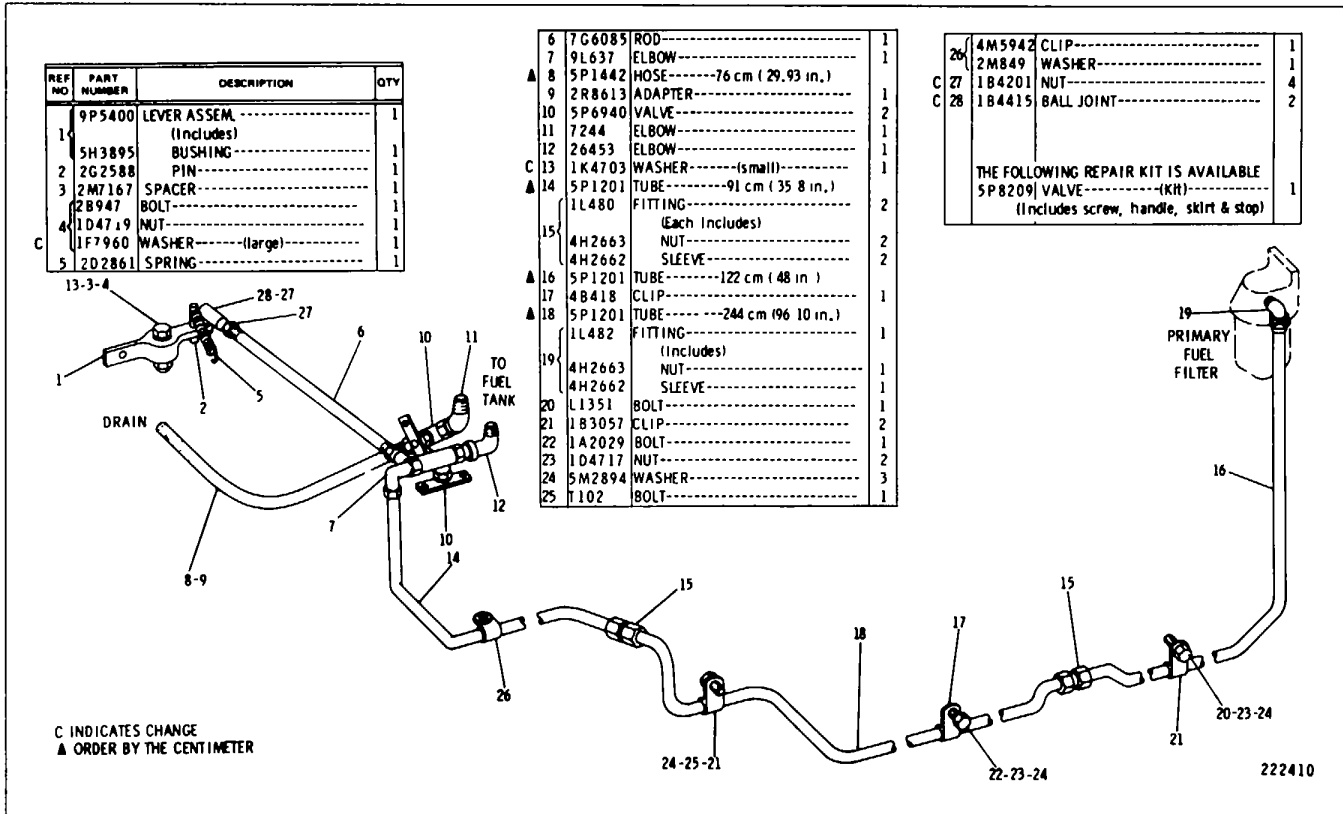 REF NO PART NUMBER DESCRIPTION QTY
1 9P5400 LEVER ASSEM. 1
(Includes)
5H3895 BUSHING 1
2 2G2588 PIN 1
3 2M7167 SPACER 1
4 2B947 BOLT 1
1D4719 NUT 1
C 1F7960 WASHER (large) 1
5 2D2861 SPRING 1
6 7G6085 ROD 1
7 9L637 ELBOW 1
▲ 8 5P1442 HOSE 76 cm (29.93 in.)
9 2R8613 ADAPTER 1
10 5P6940 VALVE 2
11 7244 ELBOW 1
12 26453 ELBOW 1
C 13 1K4703 WASHER (small) 1
▲ 14 5P1201 TUBE 91 cm (35 8 in.)
15 1L480 FITTING 2
(Each Includes)
4H2663 NUT 2
4H2662 SLEEVE 2
▲ 16 5P1201 TUBE 122 cm (48 in)
17 4B418 CLIP 1
▲ 18 5P1201 TUBE 244 cm (96 10 in.)
19 1L482 FITTING 1
(Includes)
4H2663 NUT 1
4H2662 SLEEVE 1
20 L1351 BOLT 1
21 1B3057 CLIP 2
22 1A2029 BOLT 1
23 1D4717 NUT 2
24 5M2894 WASHER 3
25 T102 BOLT 1
26 4M5942 CLIP 1
2M849 WASHER 1
C 27 1B4201 NUT 4
C 28 1B4415 BALL JOINT 2
THE FOLLOWING REPAIR KIT IS AVAILABLE
5P8209 VALVE (Kit) 1
(Includes screw, handle, skirt & stop)
13-3-4
28-27
27
6
10
11
TO
FUEL
TANK
1
2
5
DRAIN
12
7
10
8-9
14
26
15
24-25-21
18
17
22-23-24
15
21
20-23-24
16
19
PRIMARY
FUEL
FILTER
C INDICATES CHANGE
▲ ORDER BY THE CENTIMETER
222410